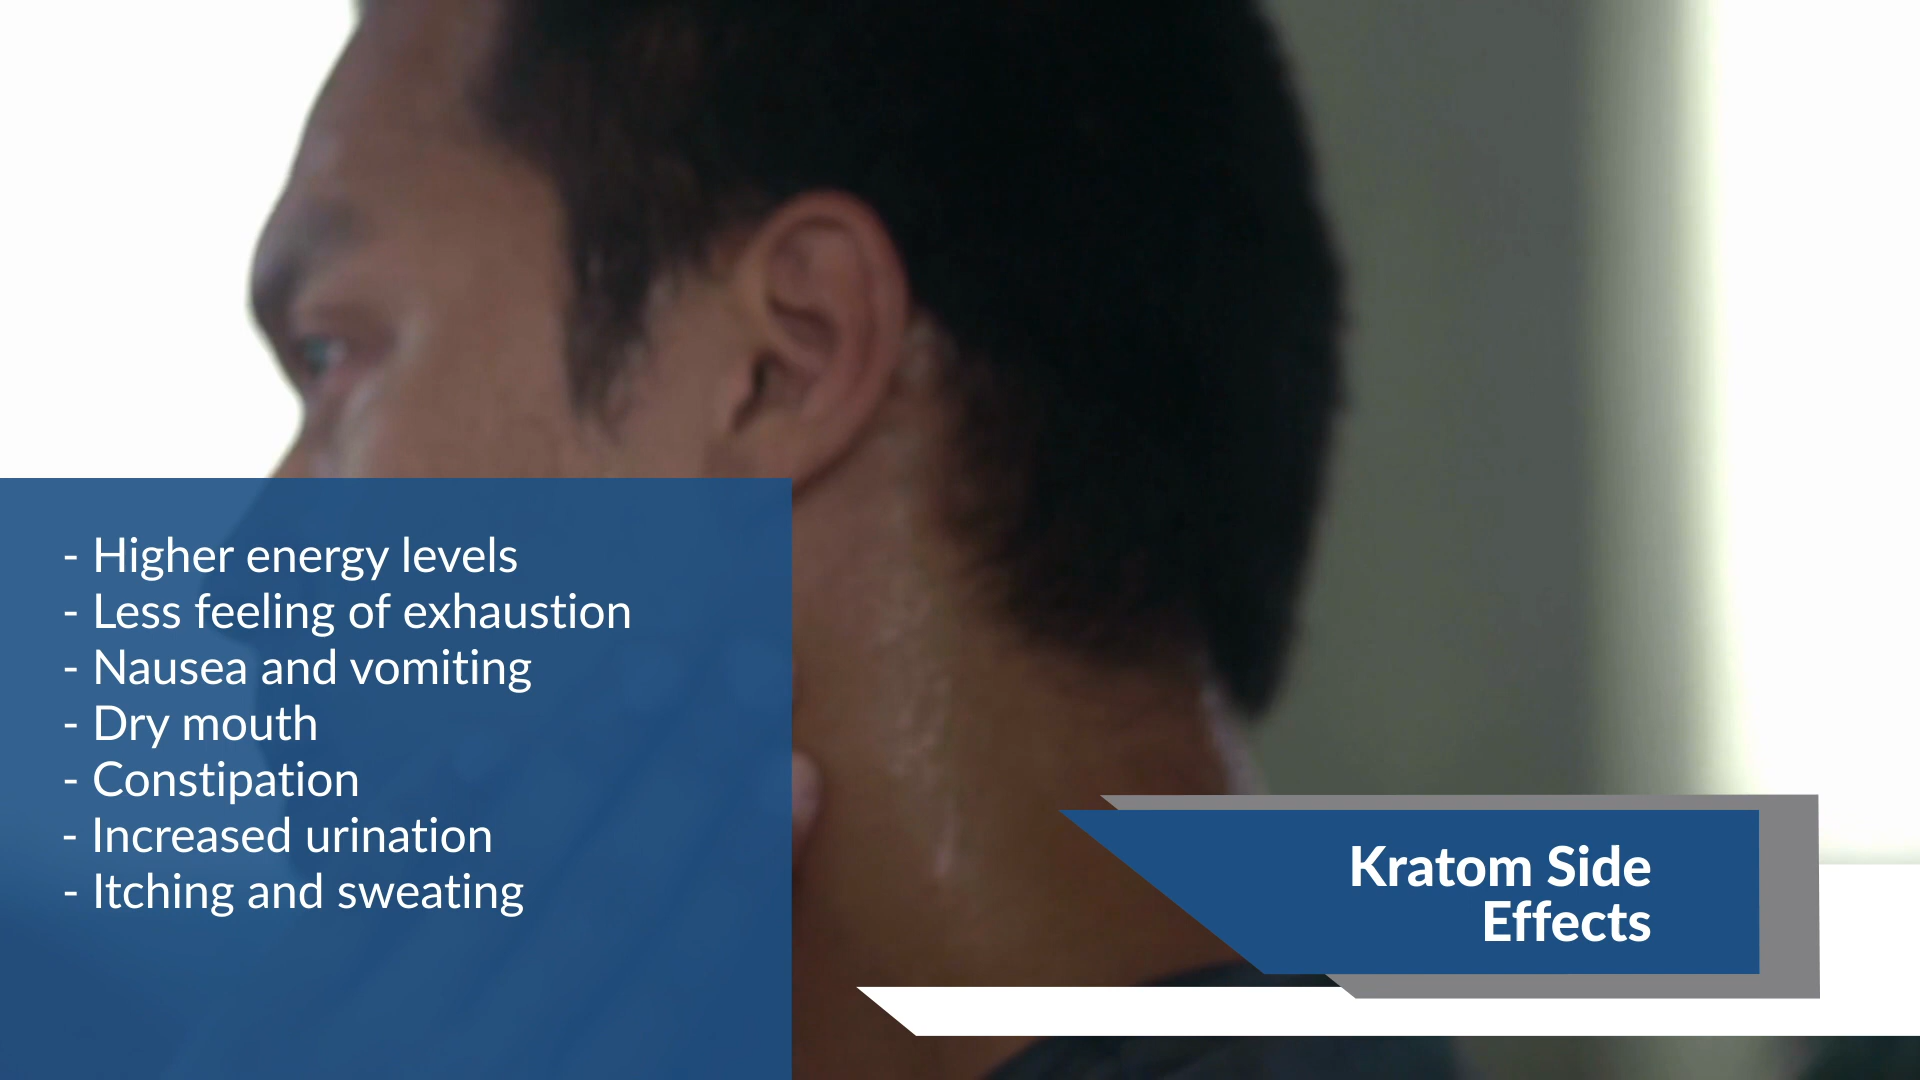 - Higher energy levels
- Less feeling of exhaustion
- Nausea and vomiting
- Dry mouth
- Constipation
- Increased urination
- Itching and sweating
Kratom Side
Effects